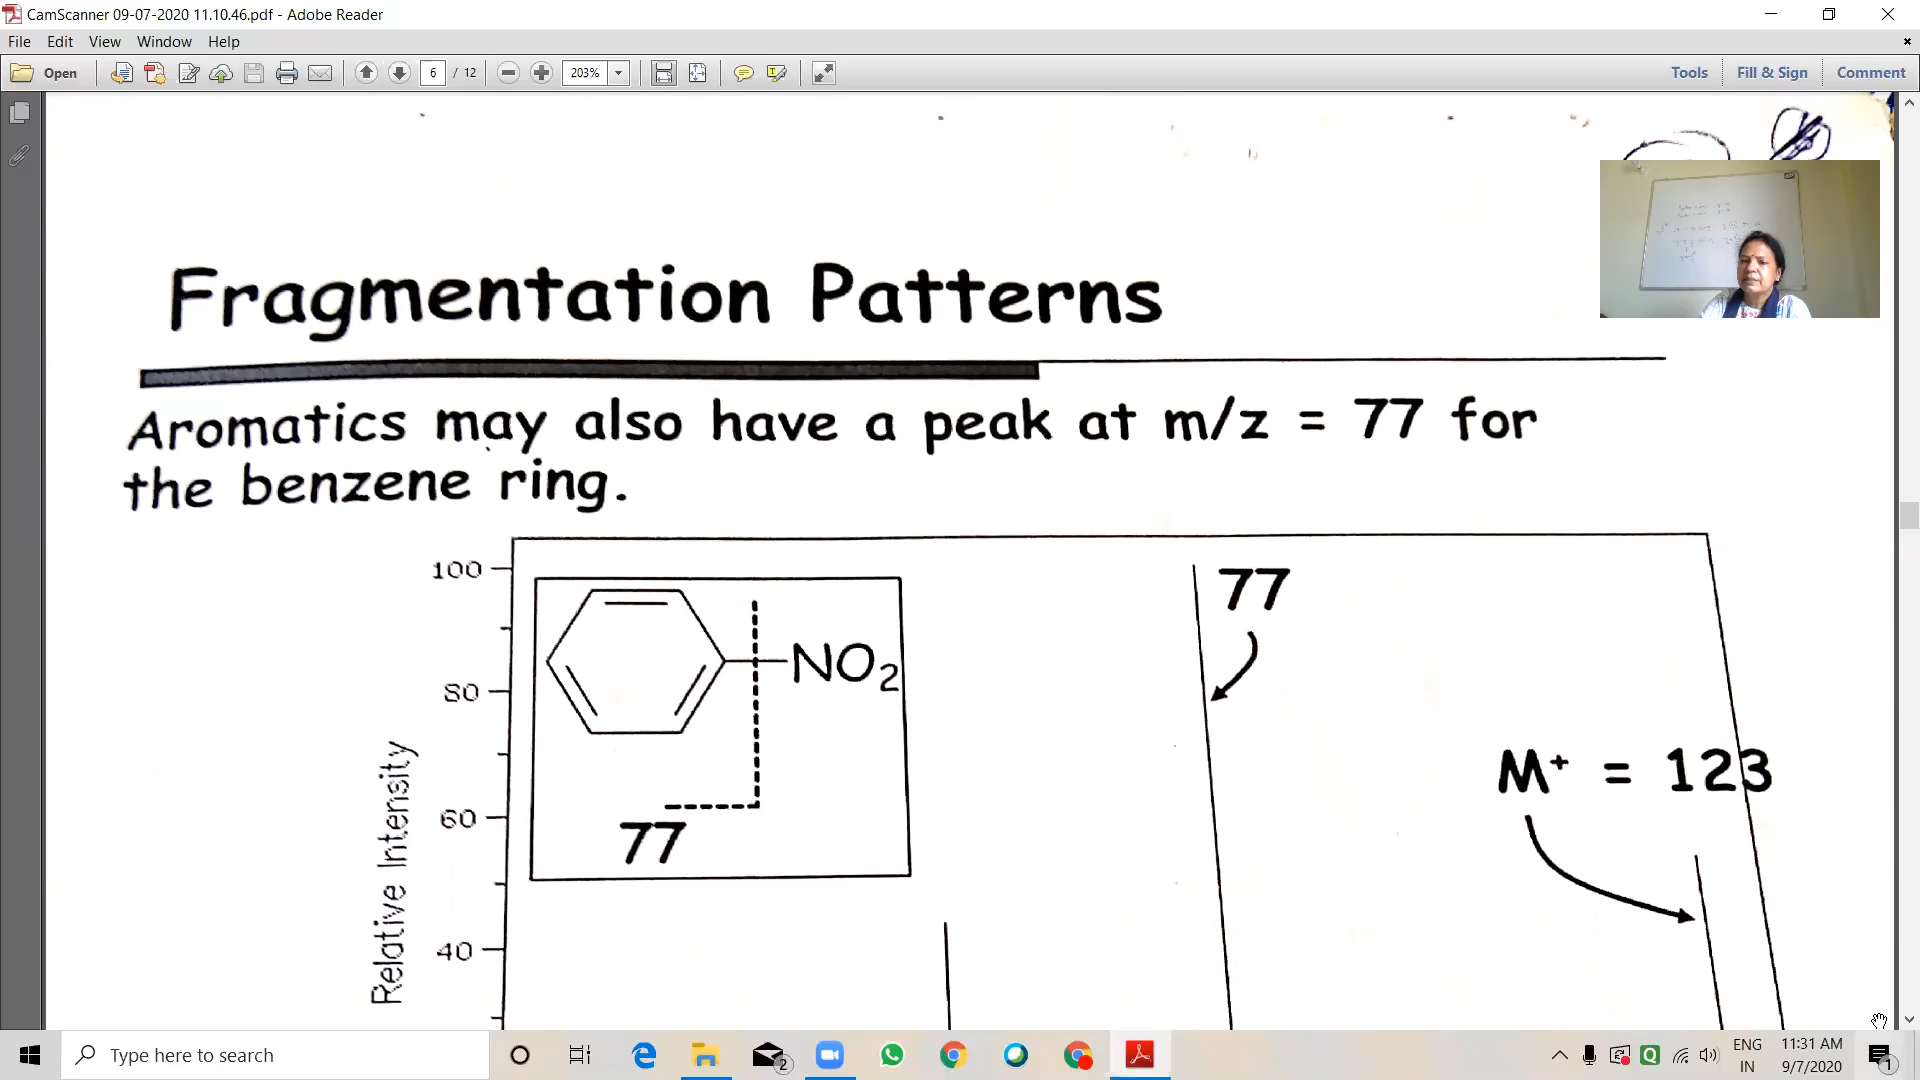 CamScanner 09-07-2020 11.10.46.pdf - Adobe Reader
File Edit View Window Help
Open 6 / 12 203% Tools Fill & Sign Comment
Fragmentation Patterns
Aromatics may also have a peak at m/z = 77 for
the benzene ring.
100
77
NO2
80
M+ = 123
60
77
40
Relative Intensity
Type here to search
2
Q
ENG
IN
11:31 AM
9/7/2020
1